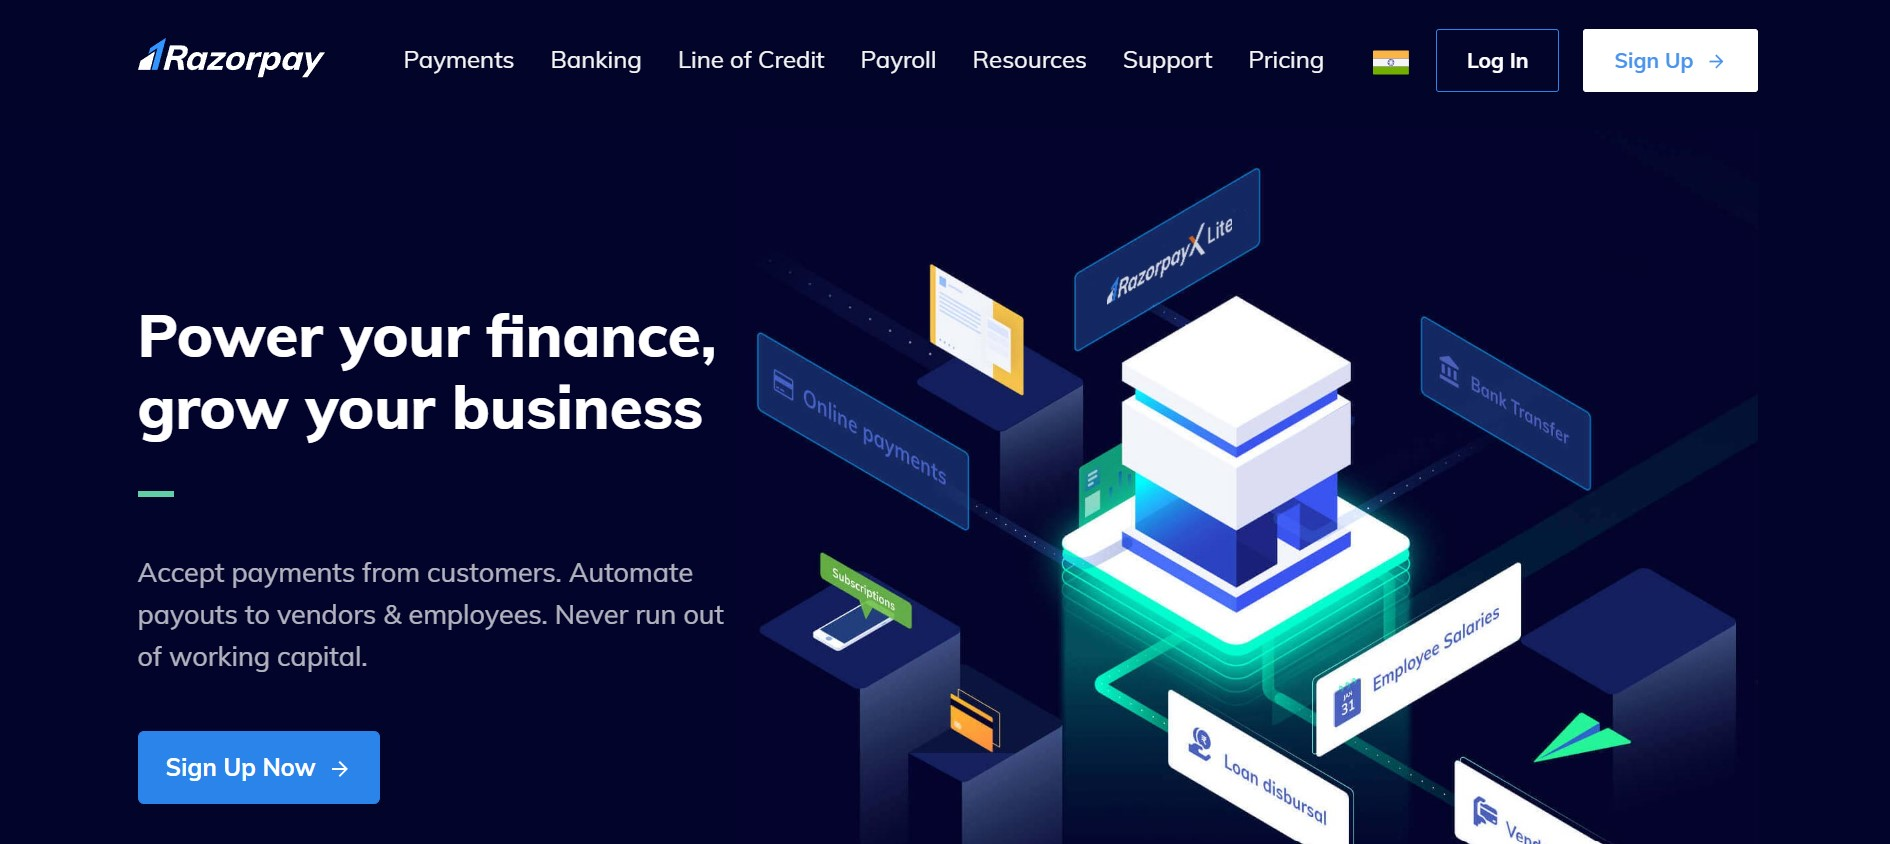 Razorpay
Payments
Banking
Line of Credit
Payroll
Resources
Support
Pricing
Log In
Sign Up
Power your finance,
grow your business
Accept payments from customers. Automate
payouts to vendors & employees. Never run out
of working capital.
Sign Up Now
RazorpayX Lite
Online payments
Bank Transfer
Subscriptions
Employee Salaries
JAN
31
Loan disbursal